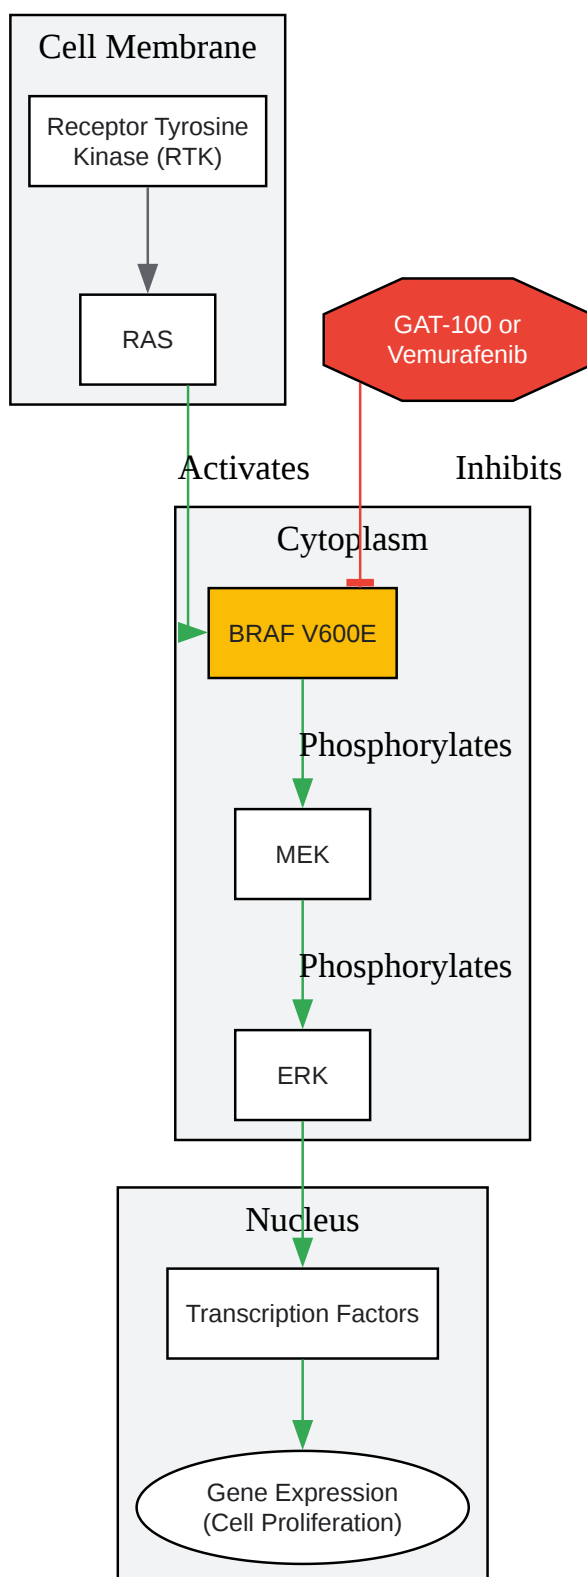 Cell Membrane
Receptor Tyrosine
Kinase (RTK)
RAS
GAT-100 or
Vemurafenib
Activates
Inhibits
Cytoplasm
BRAF V600E
Phosphorylates
MEK
Phosphorylates
ERK
Nucleus
Transcription Factors
Gene Expression
(Cell Proliferation)